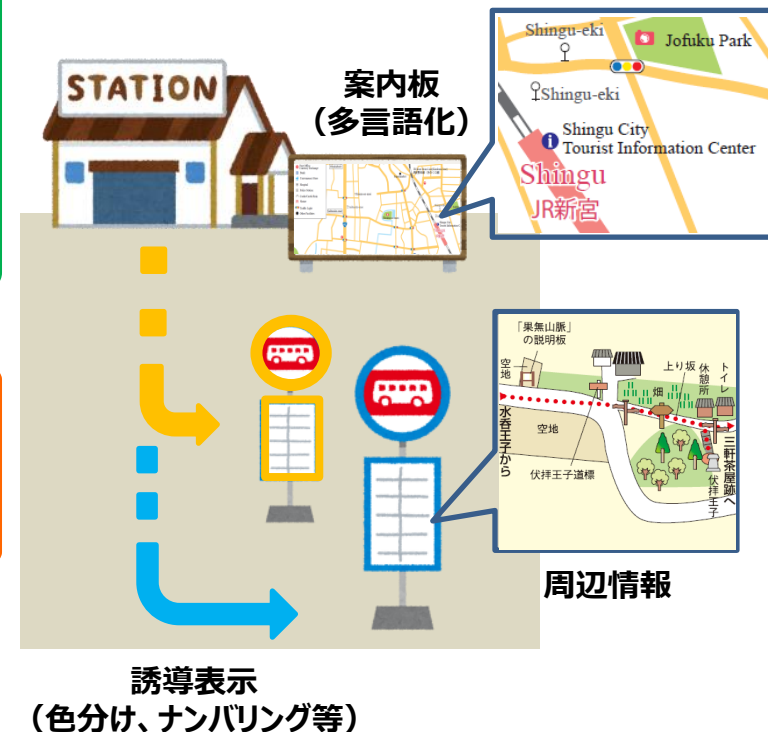 STATION
案内板
（多言語化）
Shingu-eki
Jofuku Park
Shingu-eki
Shingu City
Tourist Information Center
Shingu
JR新宮
「果無山脈」
の説明板
空地
上り坂
休憩所
トイレ
畑
水呑王子から
空地
伏拝王子道標
伏拝王子
三軒茶屋跡へ
周辺情報
誘導表示
（色分け、ナンバリング等）